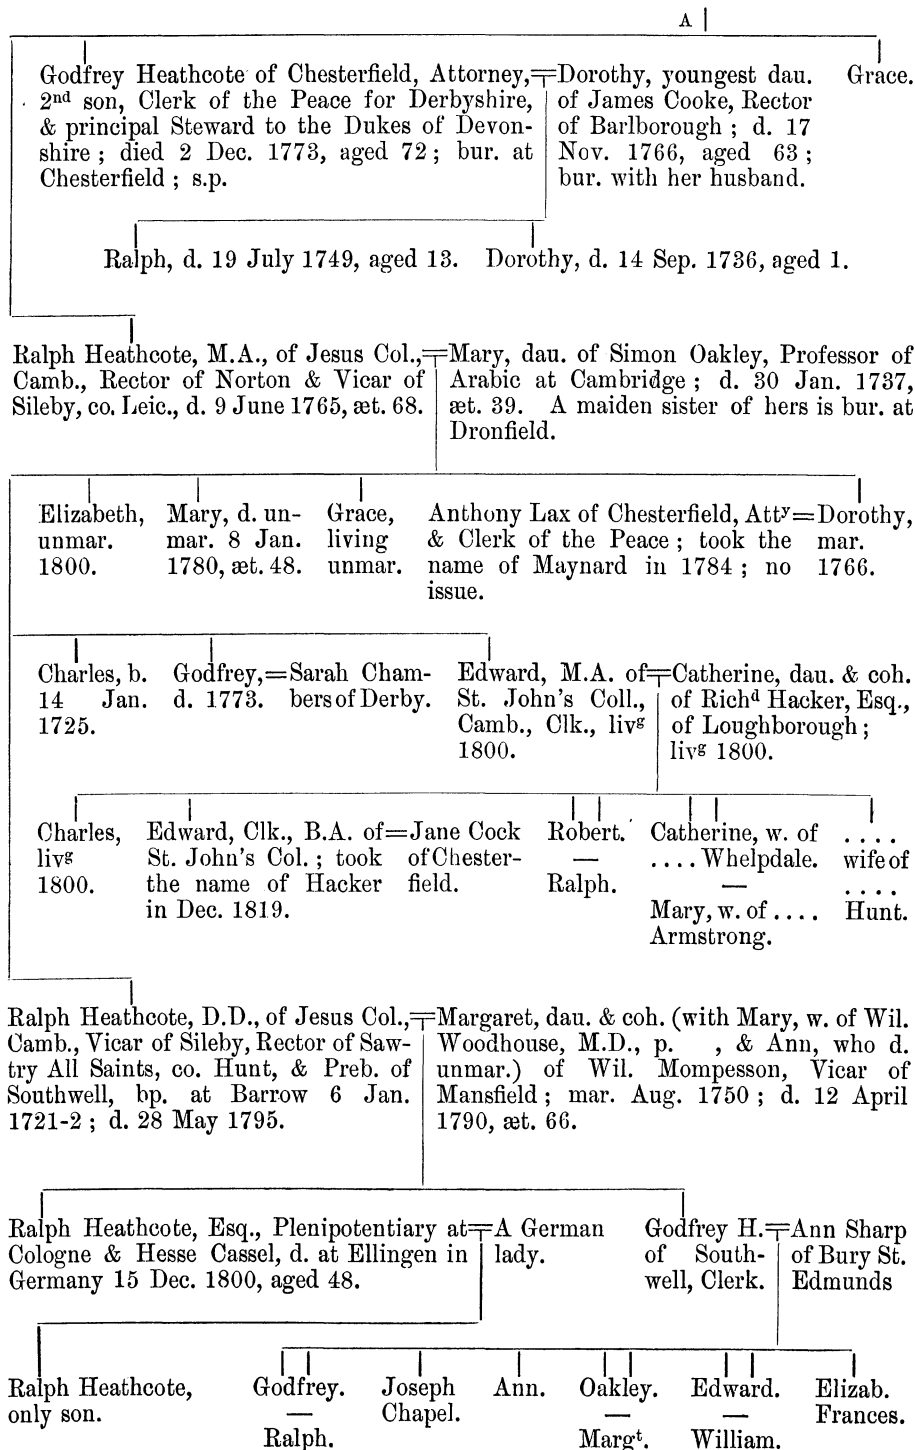 A
Godfrey Heathcote of Chesterfield, Attorney,
2nd son, Clerk of the Peace for Derbyshire,
& principal Steward to the Dukes of Devon-
shire ; died 2 Dec. 1773, aged 72 ; bur. at
Chesterfield ; s.p.
Dorothy, youngest dau.
of James Cooke, Rector
of Barlborough ; d. 17
Nov. 1766, aged 63 ;
bur. with her husband.
Grace.
Ralph, d. 19 July 1749, aged 13.
Dorothy, d. 14 Sep. 1736, aged 1.
Ralph Heathcote, M.A., of Jesus Col.,
Camb., Rector of Norton & Vicar of
Sileby, co. Leic., d. 9 June 1765, æt. 68.
Mary, dau. of Simon Oakley, Professor of
Arabic at Cambridge ; d. 30 Jan. 1737,
æt. 39. A maiden sister of hers is bur. at
Dronfield.
Elizabeth,
unmar.
1800.
Mary, d. un-
mar. 8 Jan.
1780, æt. 48.
Grace,
living
unmar.
Anthony Lax of Chesterfield, Atty=
& Clerk of the Peace ; took the
name of Maynard in 1784 ; no
issue.
Dorothy,
mar.
1766.
Charles, b.
14 Jan.
1725.
Godfrey,=
d. 1773.
Sarah Cham-
bers of Derby.
Edward, M.A. of
St. John's Coll.,
Camb., Clk., livg
1800.
Catherine, dau. & coh.
of Richd Hacker, Esq.,
of Loughborough ;
livg 1800.
Charles,
livg
1800.
Edward, Clk., B.A. of=
St. John's Col. ; took
the name of Hacker
in Dec. 1819.
Jane Cock
of Chester-
field.
Robert.
—
Ralph.
Catherine, w. of
. . . . Whelpdale.
—
Mary, w. of . . . .
Armstrong.
. . . .
wife of
. . . .
Hunt.
Ralph Heathcote, D.D., of Jesus Col.,
Camb., Vicar of Sileby, Rector of Saw-
try All Saints, co. Hunt, & Preb. of
Southwell, bp. at Barrow 6 Jan.
1721-2 ; d. 28 May 1795.
Margaret, dau. & coh. (with Mary, w. of Wil.
Woodhouse, M.D., p. , & Ann, who d.
unmar.) of Wil. Mompesson, Vicar of
Mansfield ; mar. Aug. 1750 ; d. 12 April
1790, æt. 66.
Ralph Heathcote, Esq., Plenipotentiary at
Cologne & Hesse Cassel, d. at Ellingen in
Germany 15 Dec. 1800, aged 48.
A German
lady.
Godfrey H.
of South-
well, Clerk.
Ann Sharp
of Bury St.
Edmunds
Ralph Heathcote,
only son.
Godfrey.
—
Ralph.
Joseph
Chapel.
Ann.
Oakley.
—
Margt.
Edward.
—
William.
Elizab.
Frances.